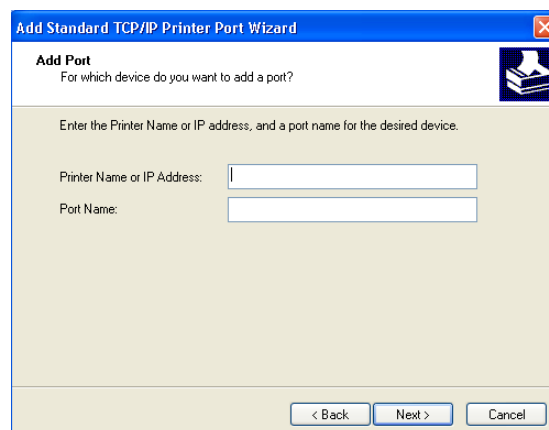 Add Standard TCP/IP Printer Port Wizard
Add Port
For which device do you want to add a port?
Enter the Printer Name or IP address, and a port name for the desired device.
Printer Name or IP Address:
Port Name:
< Back Next > Cancel